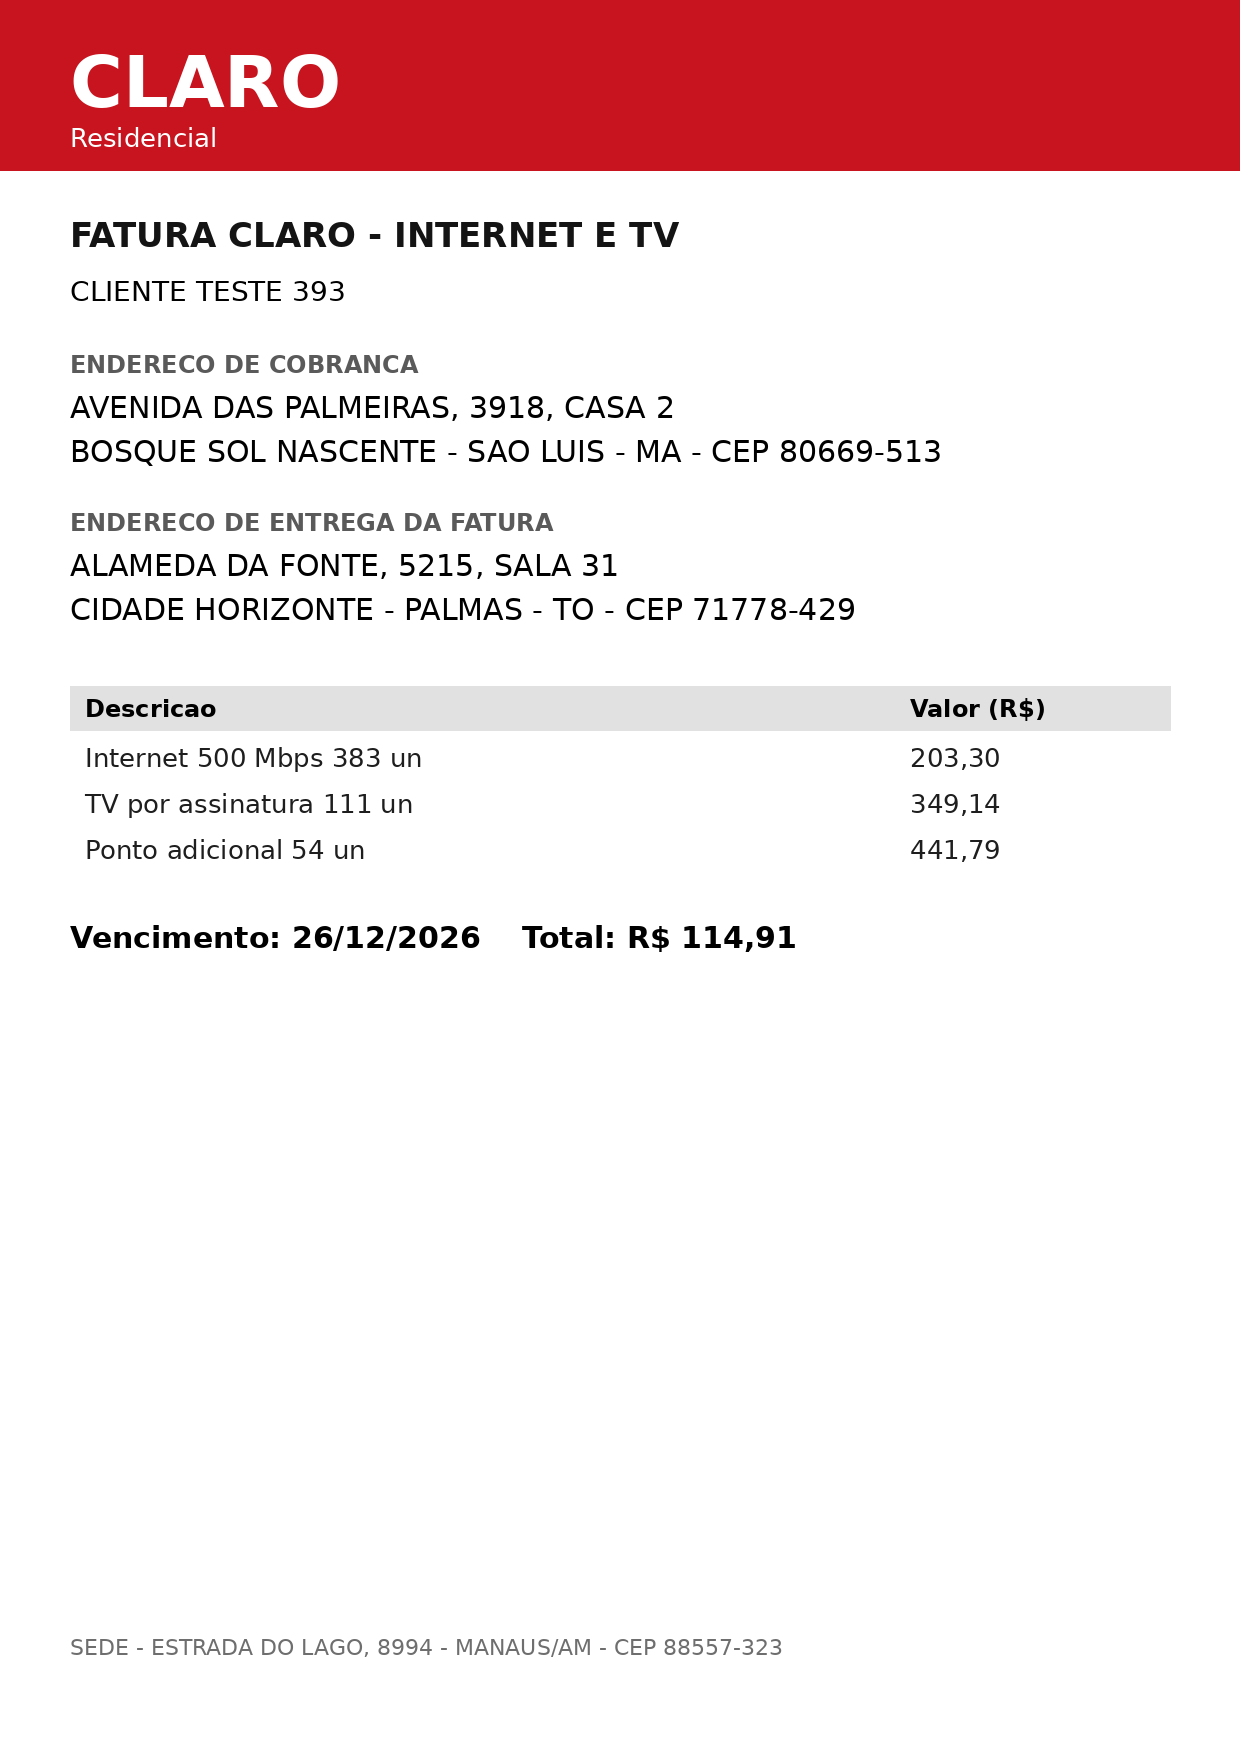 CLARO
Residencial
FATURA CLARO - INTERNET E TV
CLIENTE TESTE 393
ENDERECO DE COBRANCA
AVENIDA DAS PALMEIRAS, 3918, CASA 2
BOSQUE SOL NASCENTE - SAO LUIS - MA - CEP 80669-513
ENDERECO DE ENTREGA DA FATURA
ALAMEDA DA FONTE, 5215, SALA 31
CIDADE HORIZONTE - PALMAS - TO - CEP 71778-429
Descricao Valor (R$)
Internet 500 Mbps 383 un 203,30
TV por assinatura 111 un 349,14
Ponto adicional 54 un 441,79
Vencimento: 26/12/2026 Total: R$ 114,91
SEDE - ESTRADA DO LAGO, 8994 - MANAUS/AM - CEP 88557-323